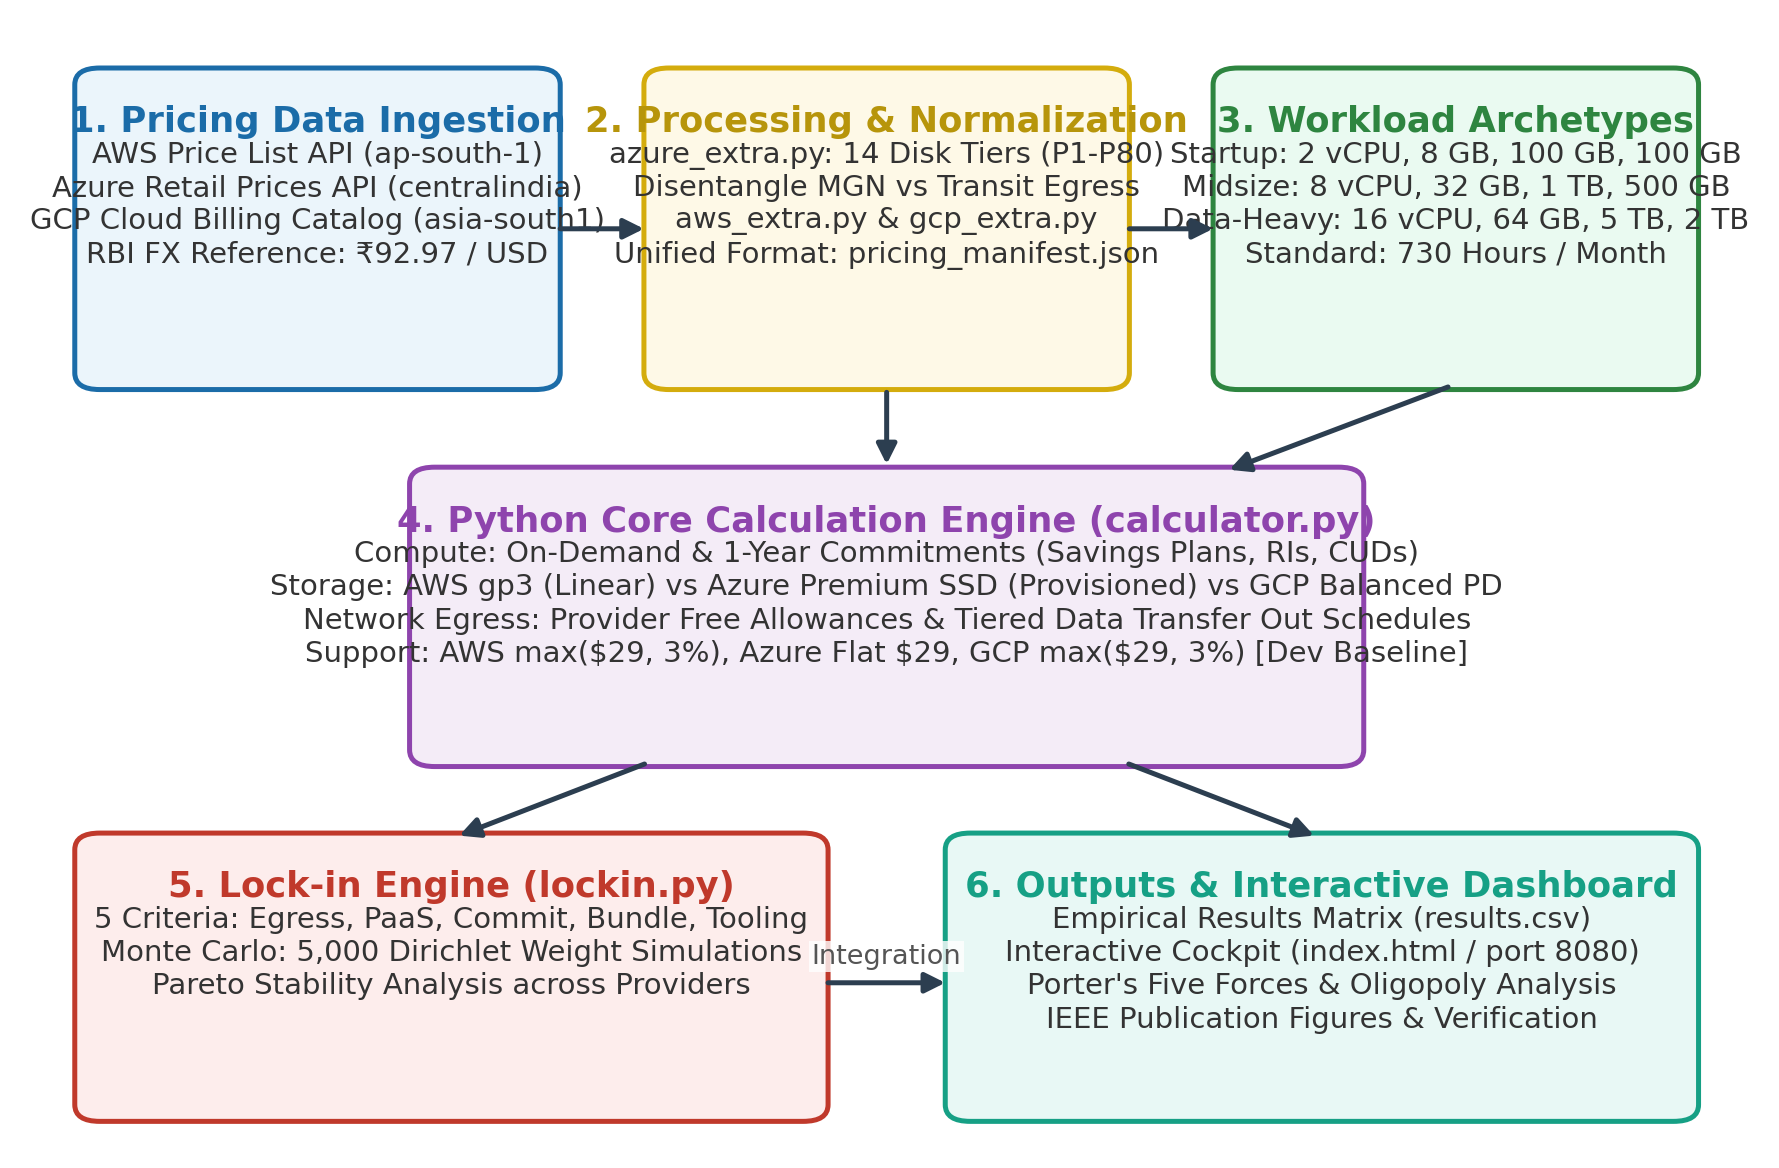 1. Pricing Data Ingestion
AWS Price List API (ap-south-1)
Azure Retail Prices API (centralindia)
GCP Cloud Billing Catalog (asia-south1)
RBI FX Reference: ₹92.97 / USD
2. Processing & Normalization
azure_extra.py: 14 Disk Tiers (P1-P80)
Disentangle MGN vs Transit Egress
aws_extra.py & gcp_extra.py
Unified Format: pricing_manifest.json
3. Workload Archetypes
Startup: 2 vCPU, 8 GB, 100 GB, 100 GB
Midsize: 8 vCPU, 32 GB, 1 TB, 500 GB
Data-Heavy: 16 vCPU, 64 GB, 5 TB, 2 TB
Standard: 730 Hours / Month
4. Python Core Calculation Engine (calculator.py)
Compute: On-Demand & 1-Year Commitments (Savings Plans, RIs, CUDs)
Storage: AWS gp3 (Linear) vs Azure Premium SSD (Provisioned) vs GCP Balanced PD
Network Egress: Provider Free Allowances & Tiered Data Transfer Out Schedules
Support: AWS max($29, 3%), Azure Flat $29, GCP max($29, 3%) [Dev Baseline]
5. Lock-in Engine (lockin.py)
5 Criteria: Egress, PaaS, Commit, Bundle, Tooling
Monte Carlo: 5,000 Dirichlet Weight Simulations
Pareto Stability Analysis across Providers
Integration
6. Outputs & Interactive Dashboard
Empirical Results Matrix (results.csv)
Interactive Cockpit (index.html / port 8080)
Porter's Five Forces & Oligopoly Analysis
IEEE Publication Figures & Verification